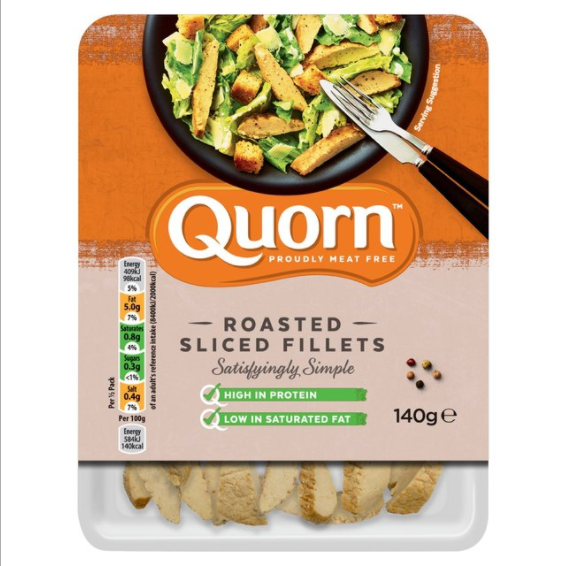 Serving Suggestion
Quorn™
PROUDLY MEAT FREE
ROASTED
SLICED FILLETS
Satisfyingly Simple
HIGH IN PROTEIN
LOW IN SATURATED FAT
140g e
Per ½ Pack
Energy
409kJ
98kcal
5%
Fat
5.0g
7%
Saturates
0.8g
4%
Sugars
0.3g
<1%
Salt
0.4g
7%
of an adult's reference intake (8400kJ/2000kcal)
Per 100g
Energy
584kJ
140kcal